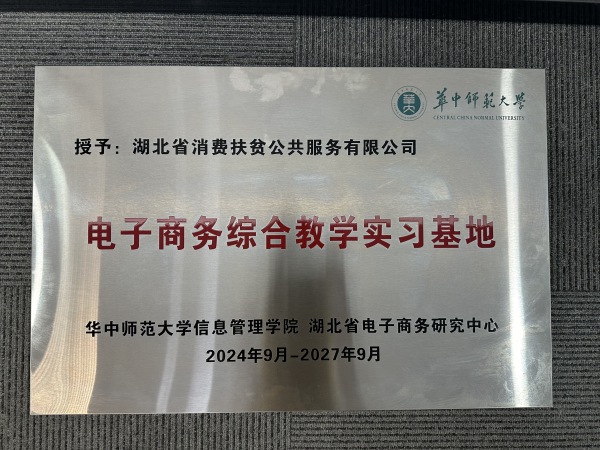 華中師範大學
CENTRAL CHINA NORMAL UNIVERSITY
授予：湖北省消费扶贫公共服务有限公司
电子商务综合教学实习基地
华中师范大学信息管理学院 湖北省电子商务研究中心
2024年9月-2027年9月